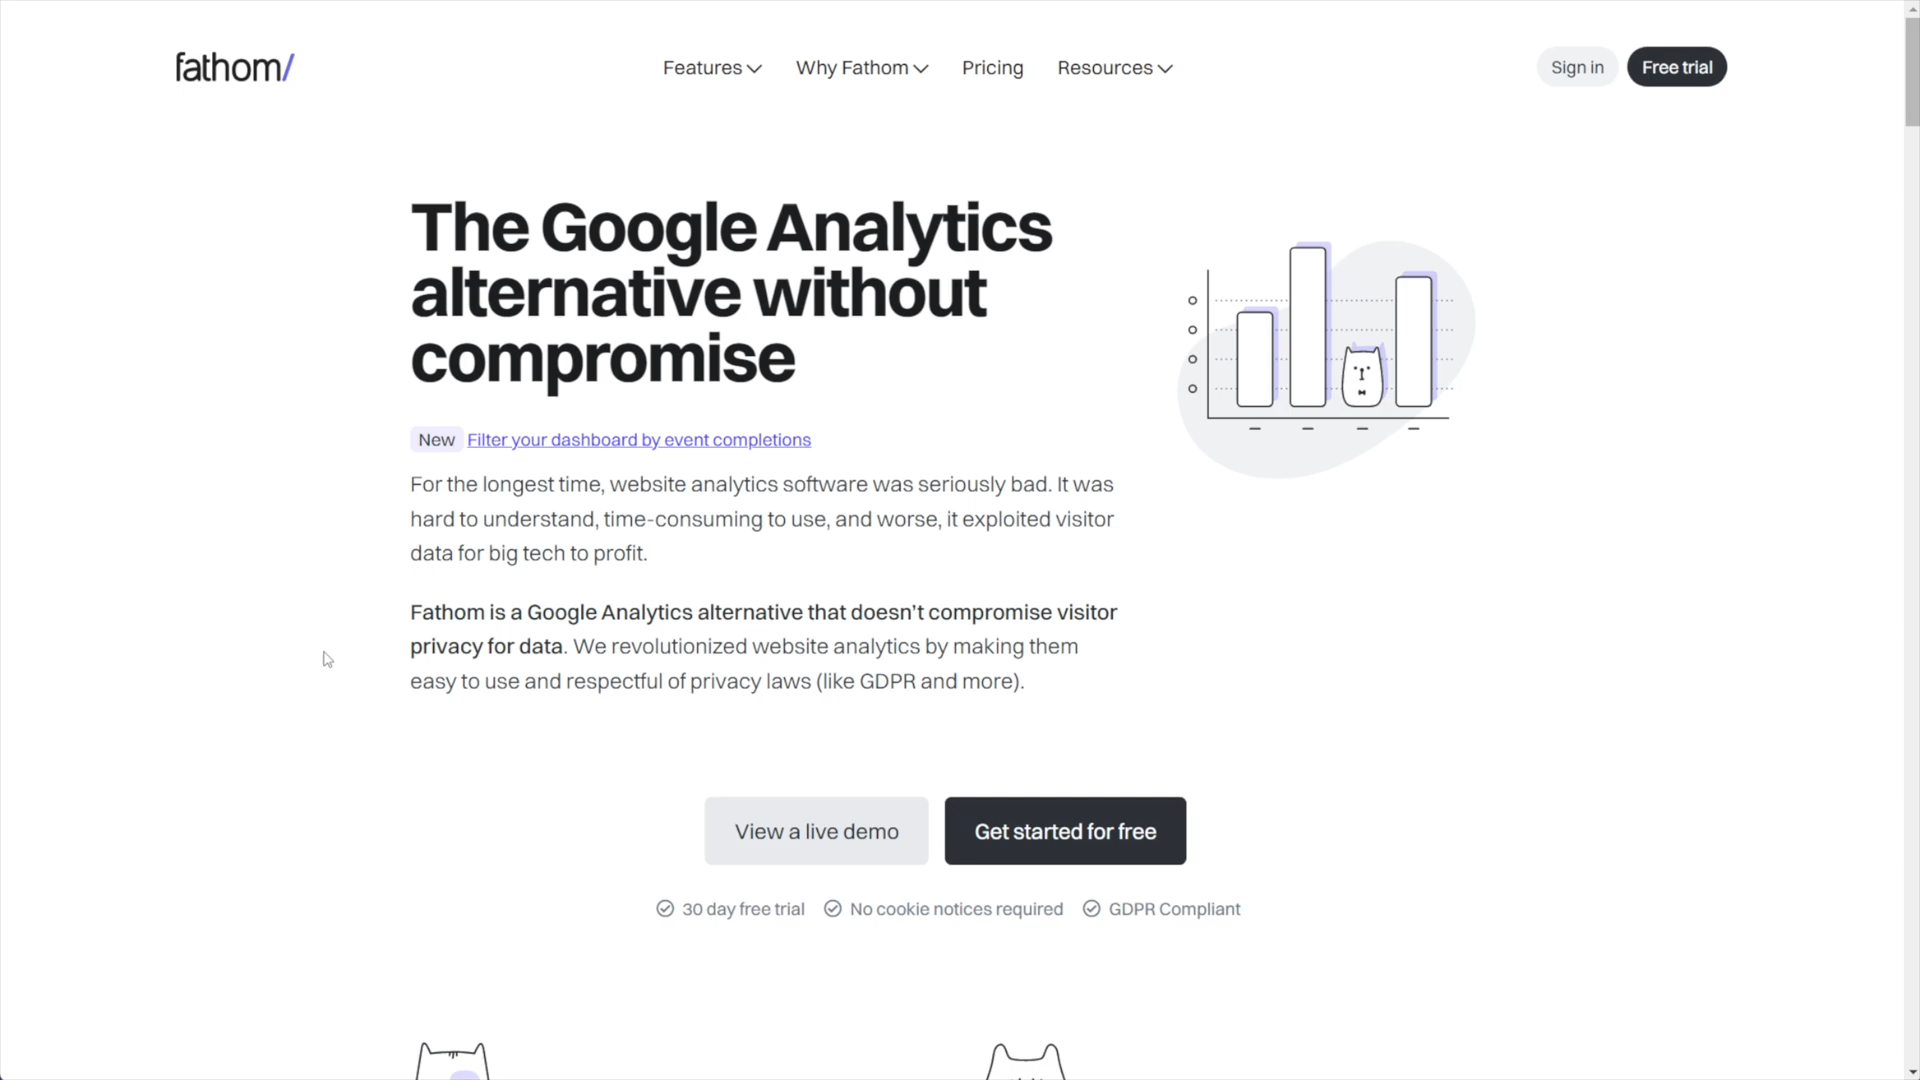 fathom/
Features
Why Fathom
Pricing
Resources
Sign in
Free trial
The Google Analytics
alternative without
compromise
New Filter your dashboard by event completions
For the longest time, website analytics software was seriously bad. It was
hard to understand, time-consuming to use, and worse, it exploited visitor
data for big tech to profit.
Fathom is a Google Analytics alternative that doesn’t compromise visitor
privacy for data. We revolutionized website analytics by making them
easy to use and respectful of privacy laws (like GDPR and more).
View a live demo
Get started for free
30 day free trial
No cookie notices required
GDPR Compliant